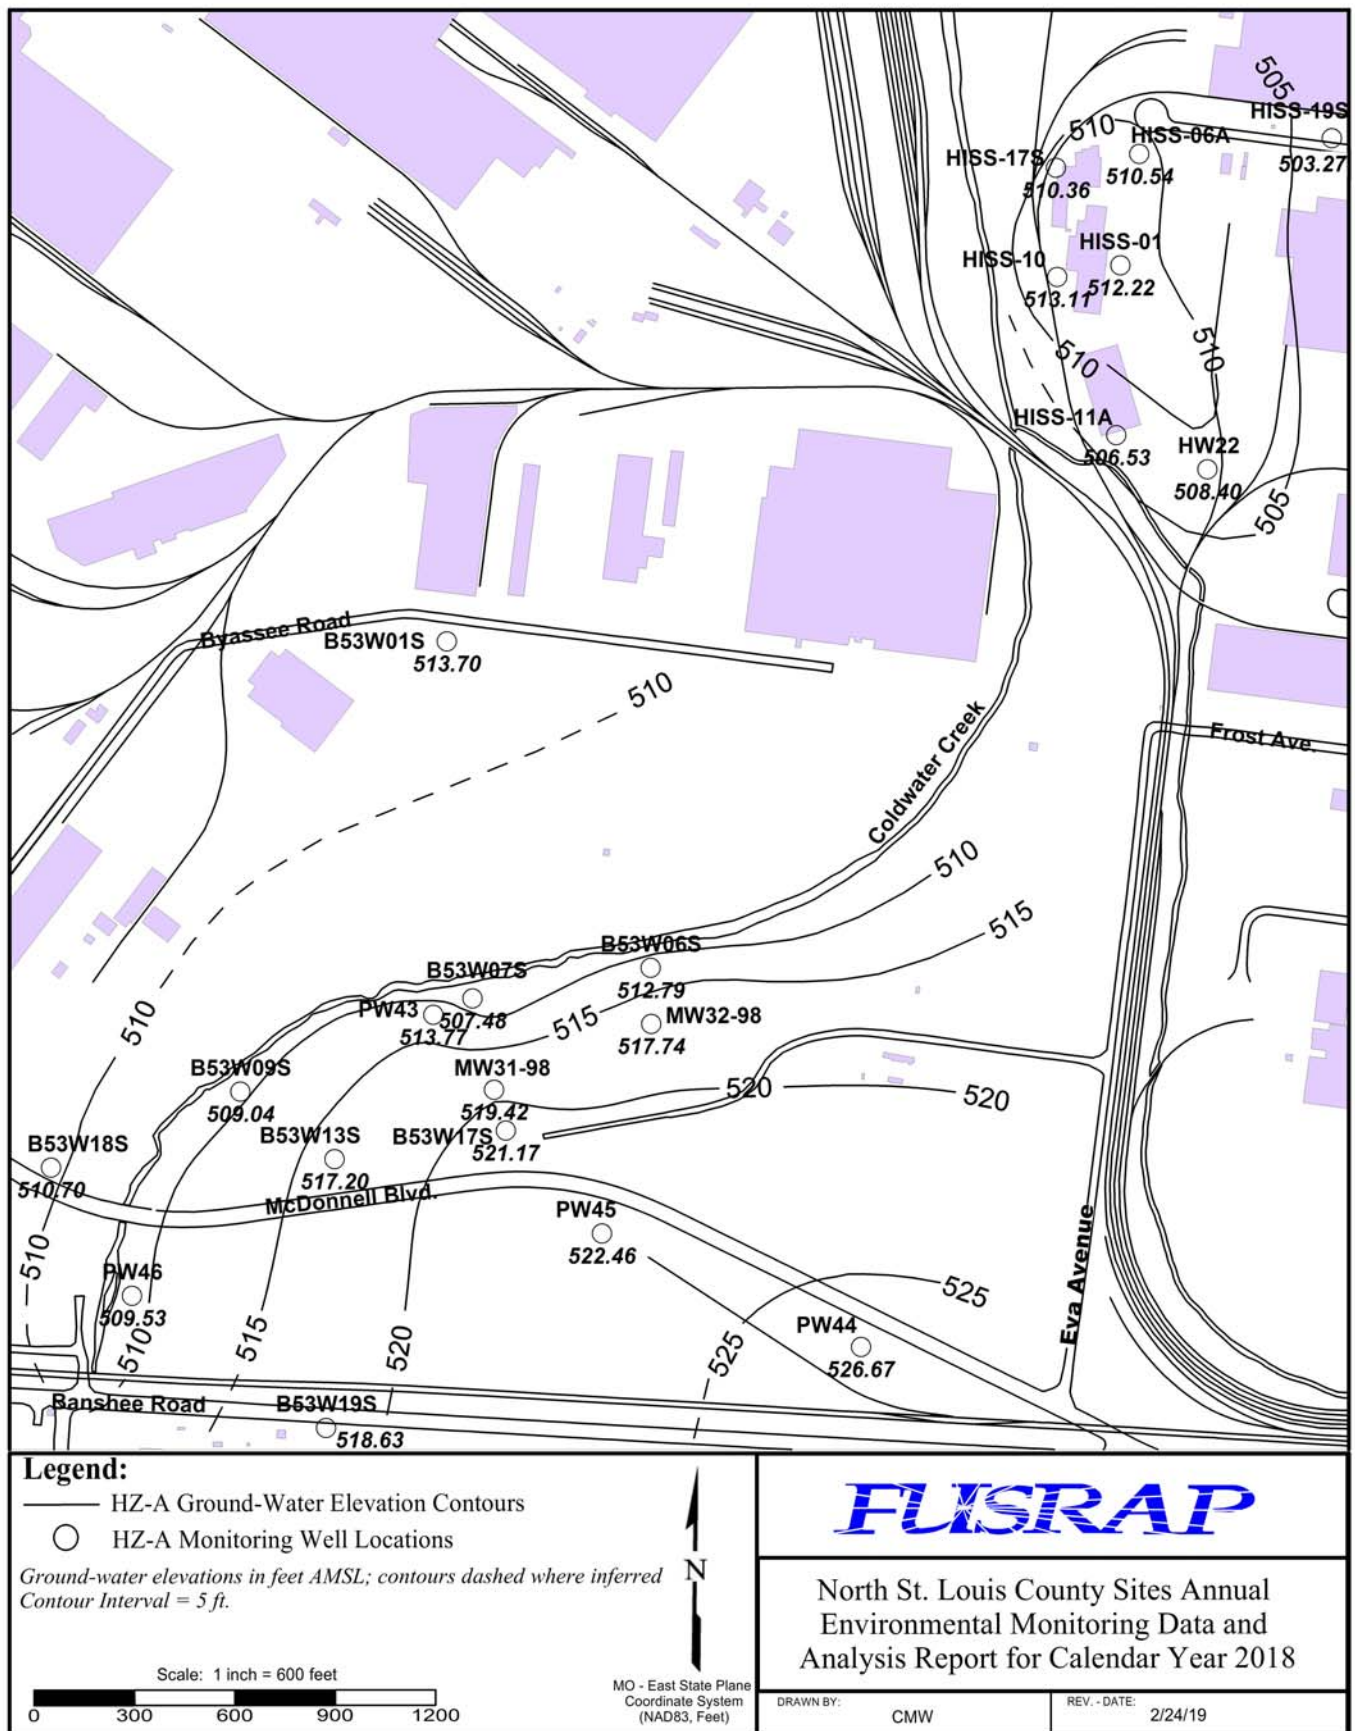 505
HISS-19S
503.27
510
HISS-06A
510.54
HISS-17S
510.36
HISS-01
512.22
HISS-10
513.11
510
510
HISS-11A
506.53
HW22
508.40
505
Byassee Road
B53W01S
513.70
510
Coldwater Creek
Frost Ave.
510
515
B53W06S
512.79
B53W07S
507.48
PW43
513.77
515
MW32-98
517.74
510
B53W09S
509.04
MW31-98
519.42
520
520
B53W13S
517.20
B53W17S
521.17
B53W18S
510.70
McDonnell Blvd.
PW45
522.46
Eva Avenue
510
PW46
509.53
510
515
520
525
525
PW44
526.67
Banshee Road
B53W19S
518.63
Legend:
HZ-A Ground-Water Elevation Contours
HZ-A Monitoring Well Locations
Ground-water elevations in feet AMSL; contours dashed where inferred
Contour Interval = 5 ft.
Scale: 1 inch = 600 feet
0 300 600 900 1200
N
MO - East State Plane
Coordinate System
(NAD83, Feet)
FUSRAP
North St. Louis County Sites Annual
Environmental Monitoring Data and
Analysis Report for Calendar Year 2018
DRAWN BY:
CMW
REV. - DATE:
2/24/19